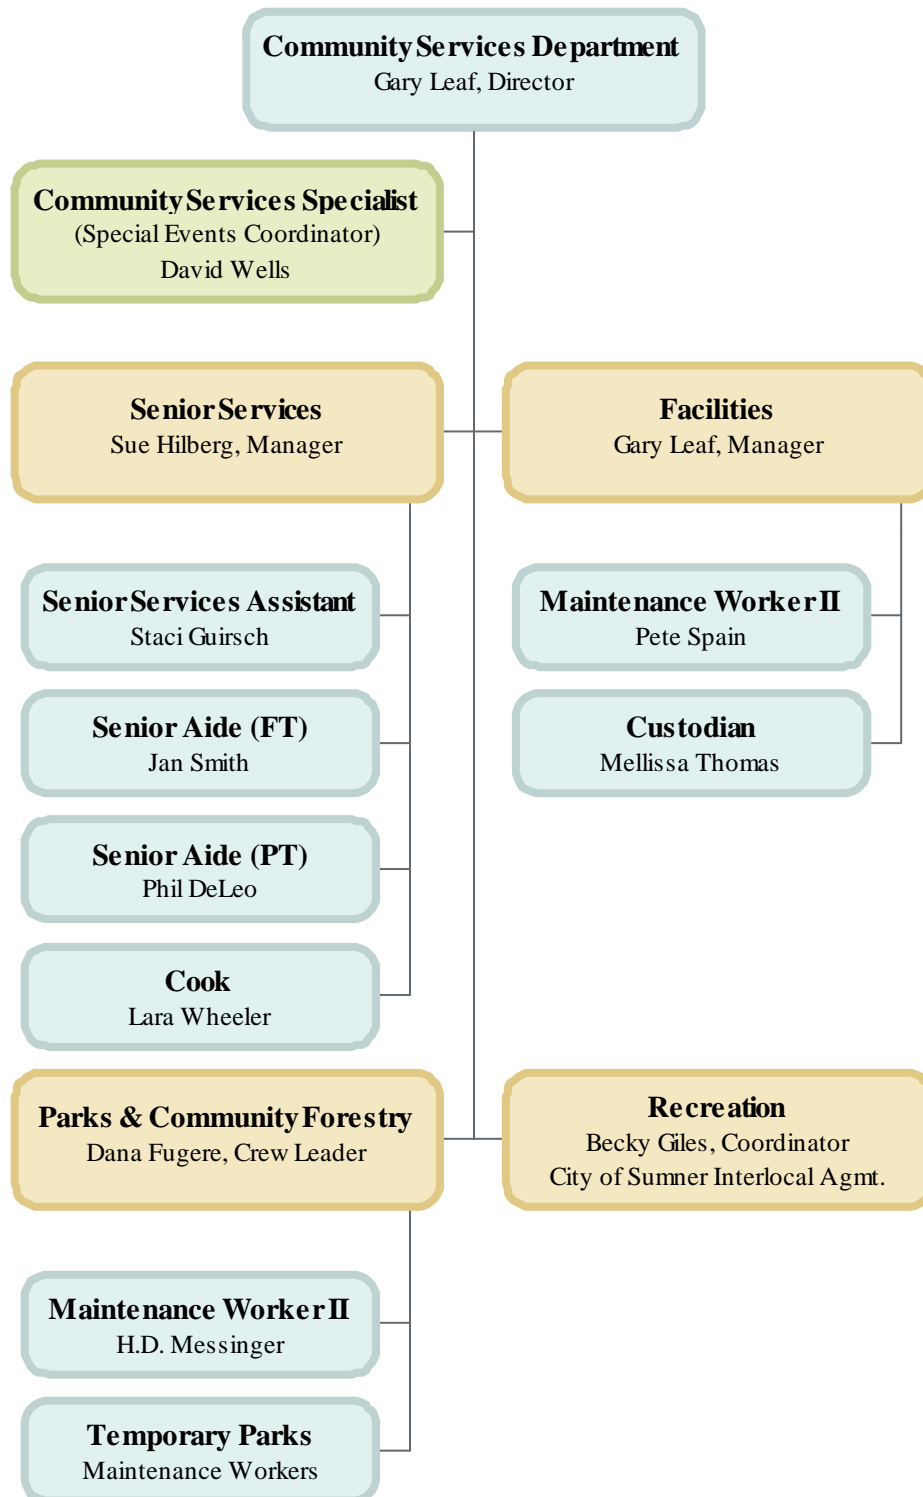 Community Services Department
Gary Leaf, Director
Community Services Specialist
(Special Events Coordinator)
David Wells
Senior Services
Sue Hilberg, Manager
Facilities
Gary Leaf, Manager
Senior Services Assistant
Staci Guirsch
Maintenance Worker II
Pete Spain
Senior Aide (FT)
Jan Smith
Custodian
Mellissa Thomas
Senior Aide (PT)
Phil DeLeo
Cook
Lara Wheeler
Parks & Community Forestry
Dana Fugere, Crew Leader
Recreation
Becky Giles, Coordinator
City of Sumner Interlocal Agmt.
Maintenance Worker II
H.D. Messinger
Temporary Parks
Maintenance Workers